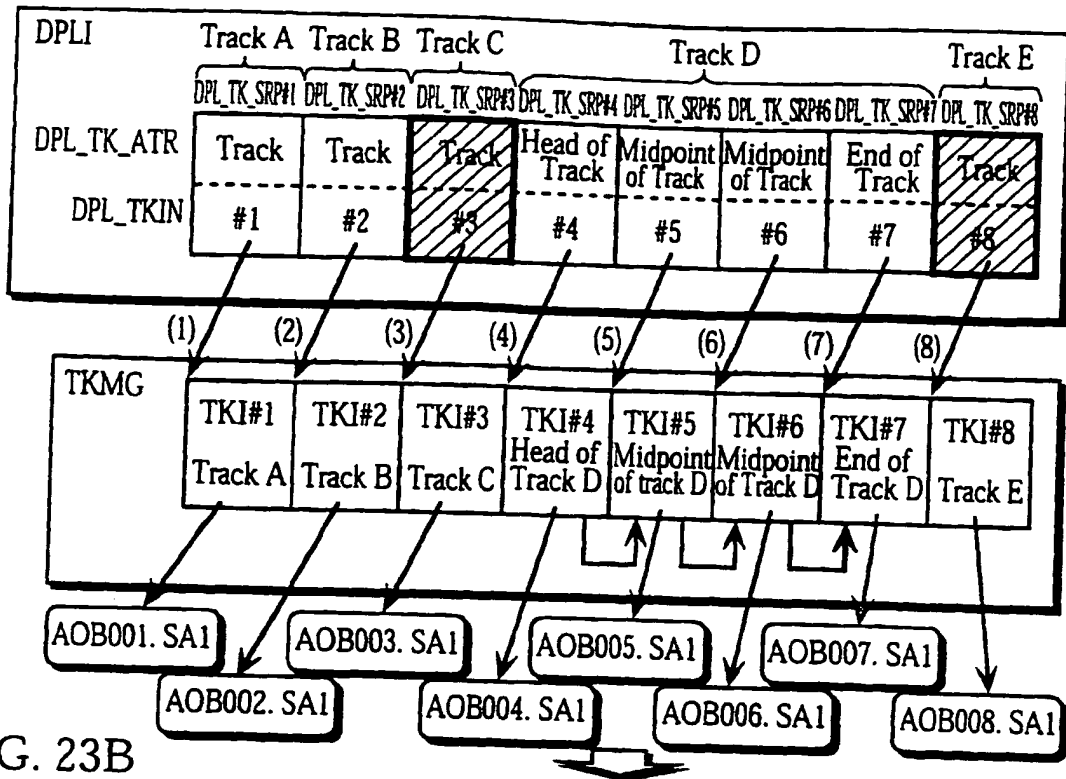 DPLI
Track A Track B Track C Track D Track E
DPL_TK_SRP#1 DPL_TK_SRP#2 DPL_TK_SRP#3 DPL_TK_SRP#4 DPL_TK_SRP#5 DPL_TK_SRP#6 DPL_TK_SRP#7 DPL_TK_SRP#8
DPL_TK_ATR
Track
Track
Track
Head of
Track
Midpoint
of Track
Midpoint
of Track
End of
Track
Track
DPL_TKIN
#1 #2 #3 #4 #5 #6 #7 #8
(1) (2) (3) (4) (5) (6) (7) (8)
TKMG
TKI#1
Track A
TKI#2
Track B
TKI#3
Track C
TKI#4
Head of
Track D
TKI#5
Midpoint
of track D
TKI#6
Midpoint
of Track D
TKI#7
End of
Track D
TKI#8
Track E
AOB001. SA1
AOB003. SA1
AOB005. SA1
AOB007. SA1
AOB002. SA1
AOB004. SA1
AOB006. SA1
AOB008. SA1
G. 23B